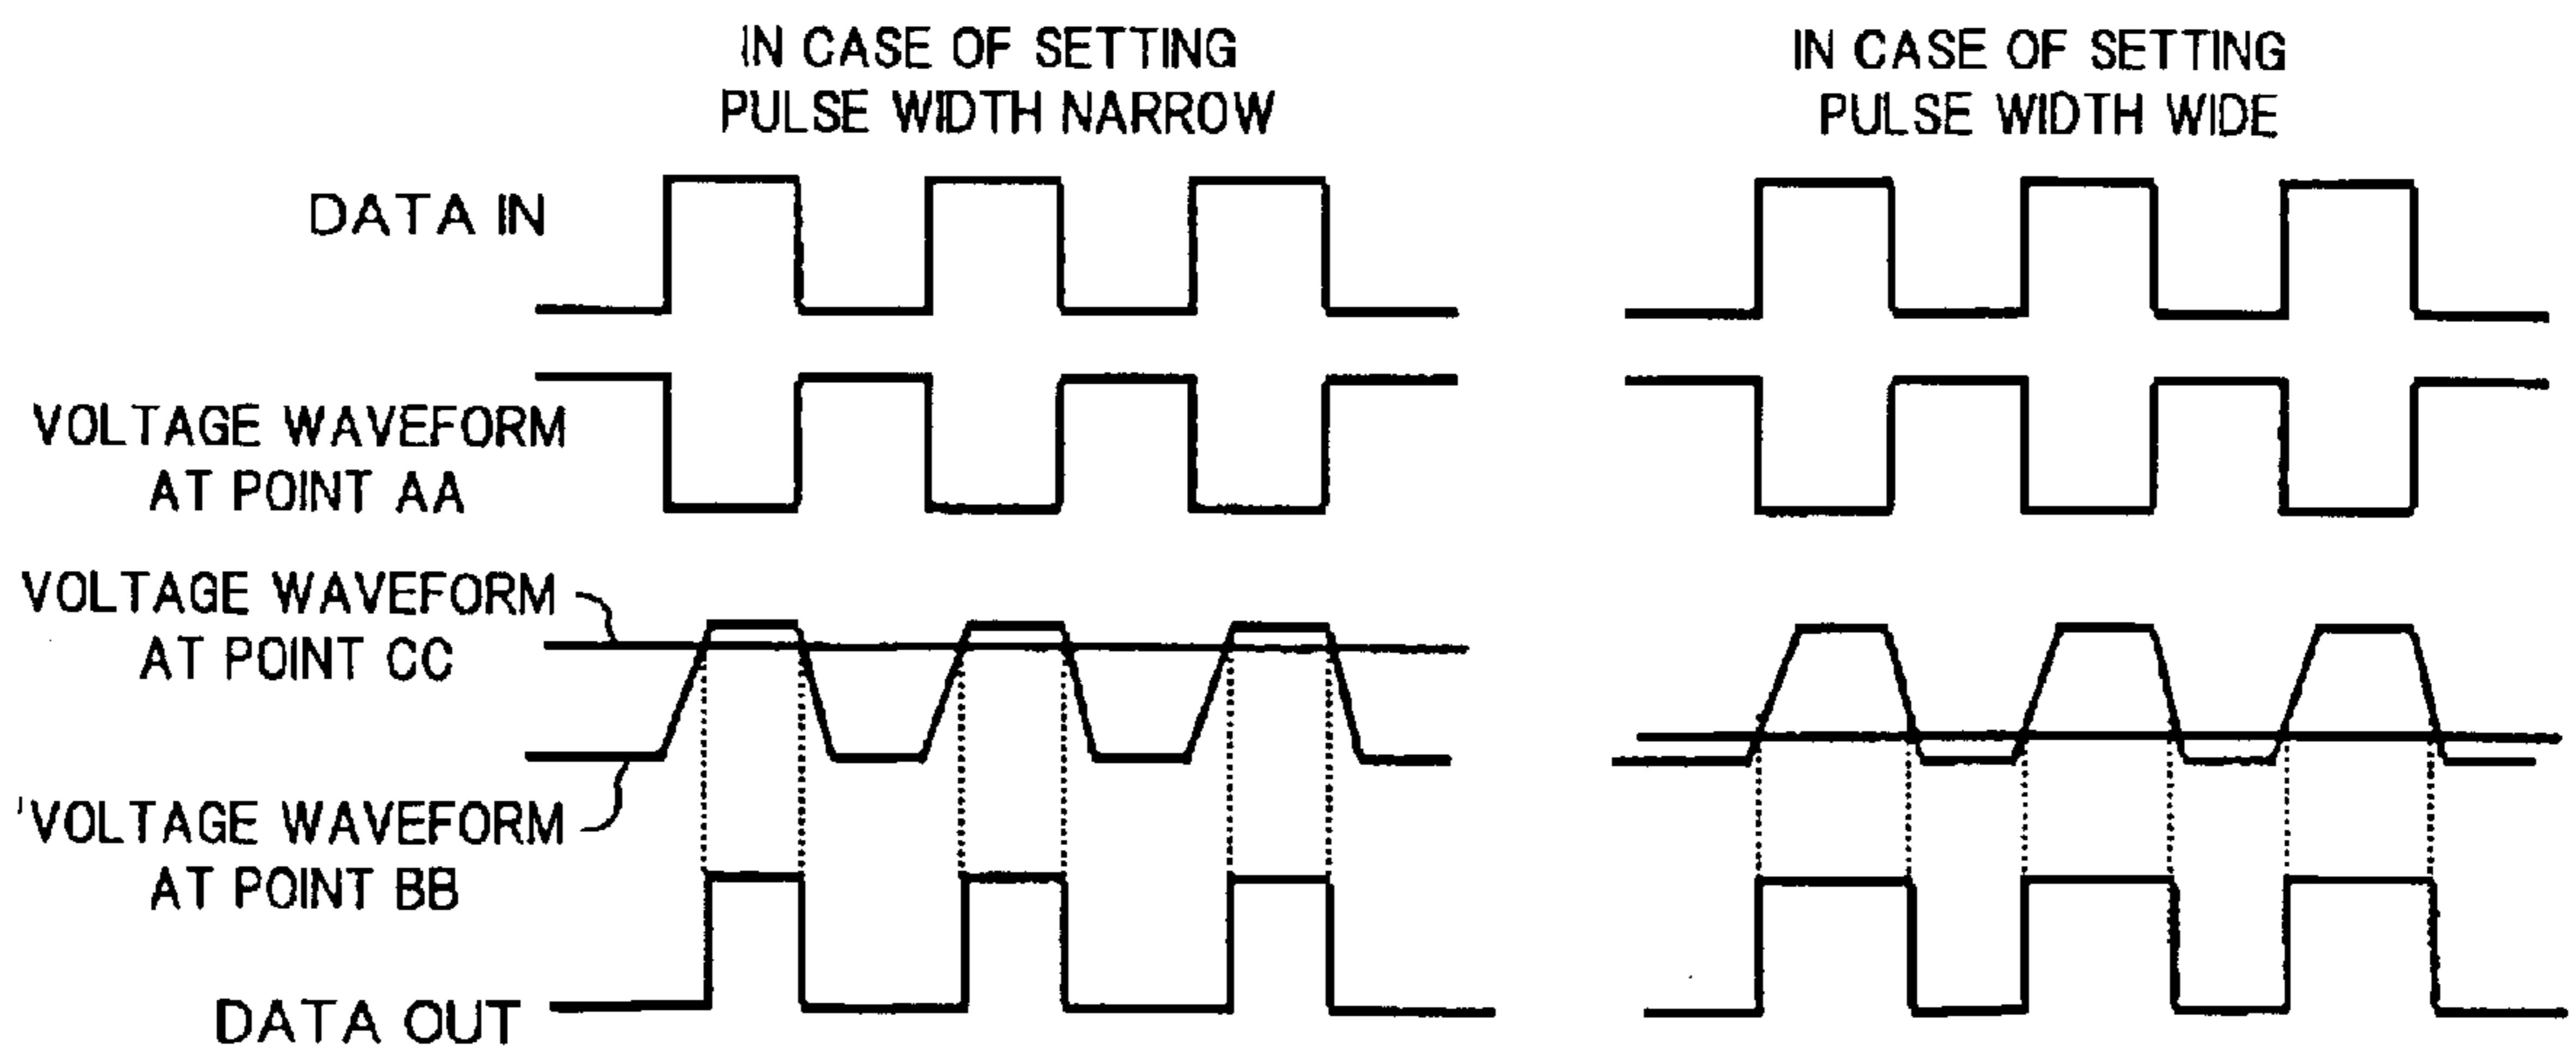 IN CASE OF SETTING
PULSE WIDTH NARROW
IN CASE OF SETTING
PULSE WIDTH WIDE
DATA IN
VOLTAGE WAVEFORM
AT POINT AA
VOLTAGE WAVEFORM
AT POINT CC
VOLTAGE WAVEFORM
AT POINT BB
DATA OUT